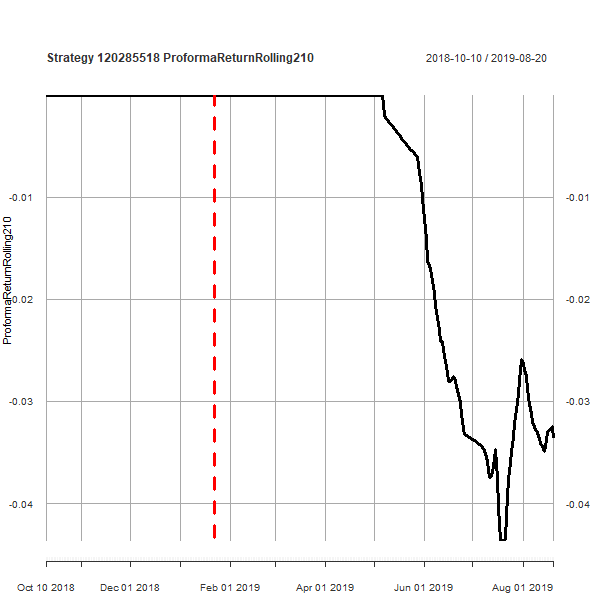 Strategy 120285518 ProformaReturnRolling210
2018-10-10 / 2019-08-20
ProformaReturnRolling210
-0.01
-0.02
-0.03
-0.04
-0.01
-0.02
-0.03
-0.04
Oct 10 2018
Dec 01 2018
Feb 01 2019
Apr 01 2019
Jun 01 2019
Aug 01 2019